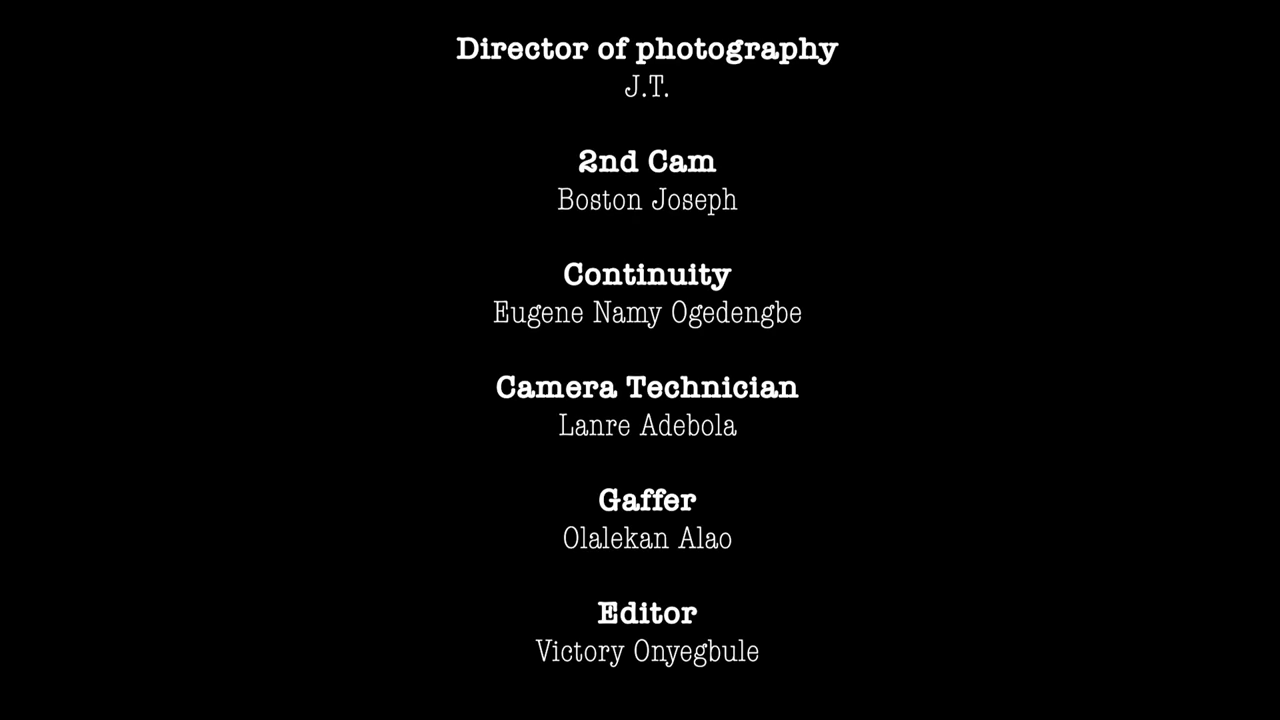 Director of photography
J.T.
2nd Cam
Boston Joseph
Continuity
Eugene Namy Ogedengbe
Camera Technician
Lanre Adebola
Gaffer
Olalekan Alao
Editor
Victory Onyegbule